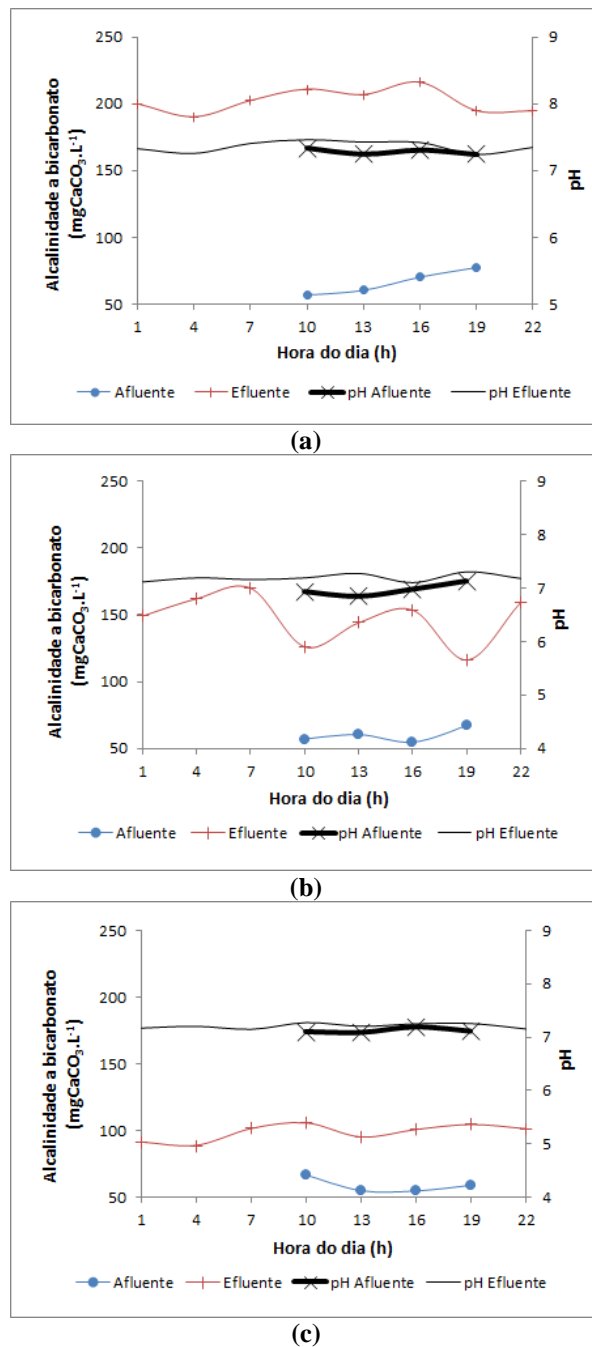 250
200
150
100
50
9
8
7
6
5
Alcalinidade a bicarbonato
(mgCaCO₃.L⁻¹)
pH
1 4 7 10 13 16 19 22
Hora do dia (h)
Afluente Efluente pH Afluente pH Efluente
(a)
250
200
150
100
50
9
8
7
6
5
4
Alcalinidade a bicarbonato
(mgCaCO₃.L⁻¹)
pH
1 4 7 10 13 16 19 22
Hora do dia (h)
Afluente Efluente pH Afluente pH Efluente
(b)
250
200
150
100
50
9
8
7
6
5
4
Alcalinidade a bicarbonato
(mgCaCO₃.L⁻¹)
pH
1 4 7 10 13 16 19 22
Hora do dia (h)
Afluente Efluente pH Afluente pH Efluente
(c)